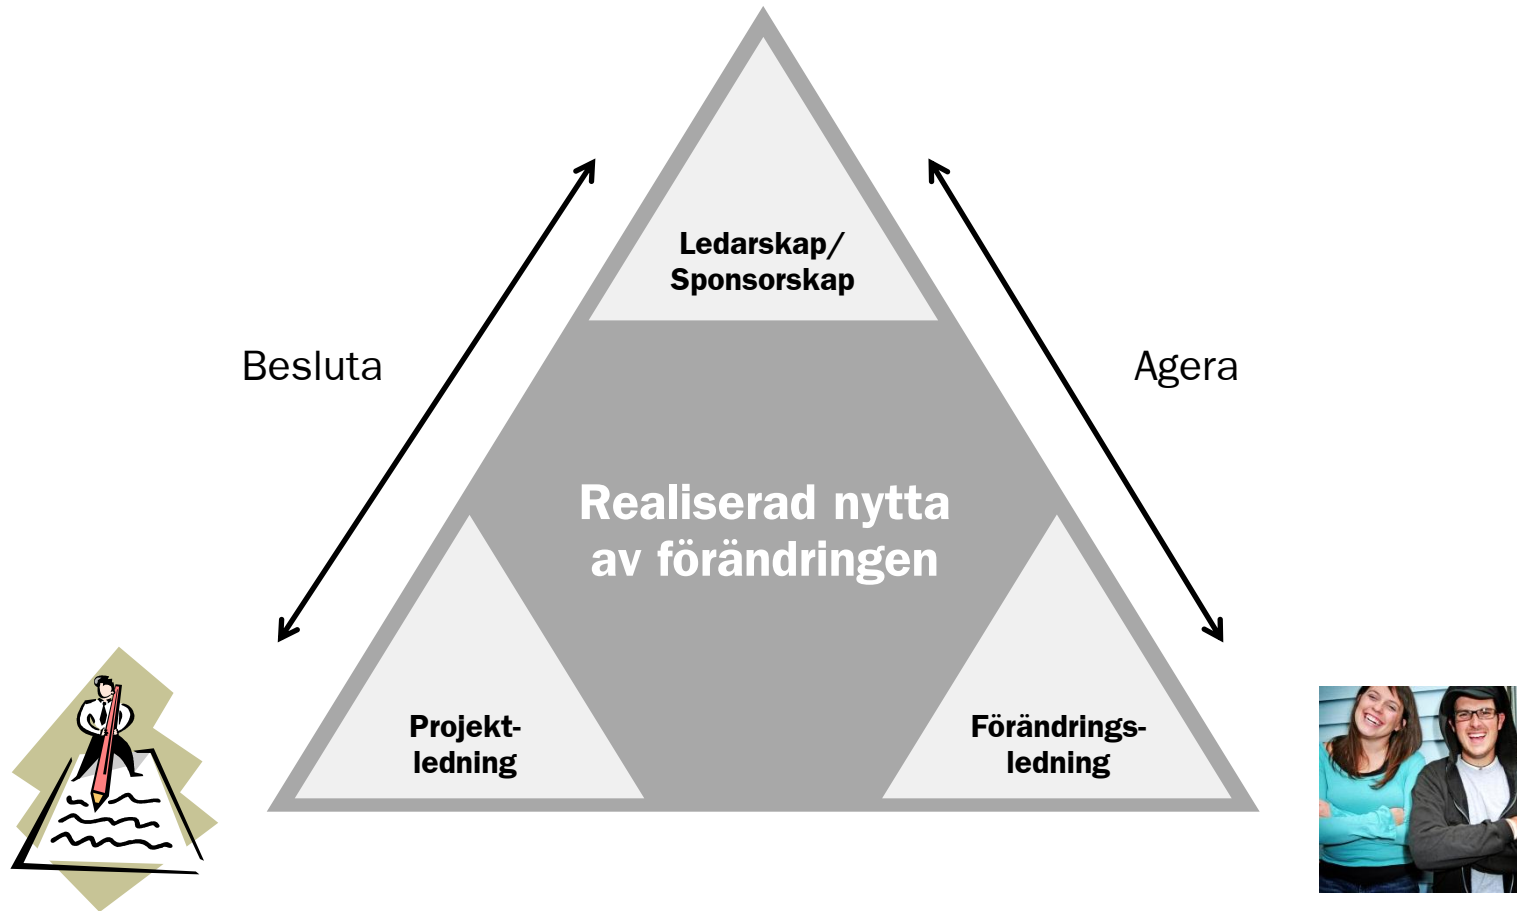 Ledarskap/
Sponsorskap
Besluta
Agera
Realiserad nytta
av förändringen
Projekt-
ledning
Förändrings-
ledning